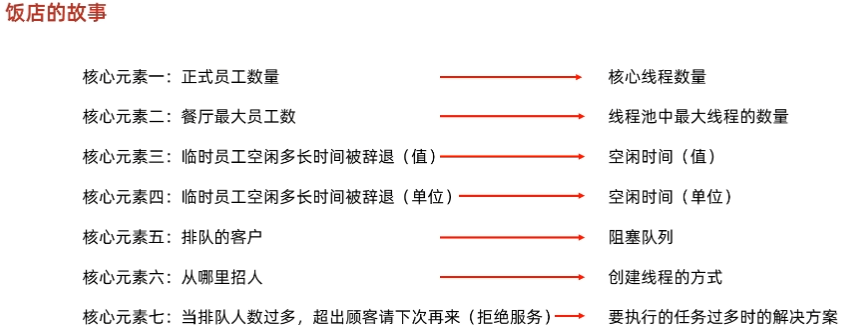 饭店的故事
核心元素一：正式员工数量 核心线程数量
核心元素二：餐厅最大员工数 线程池中最大线程的数量
核心元素三：临时员工空闲多长时间被辞退（值） 空闲时间（值）
核心元素四：临时员工空闲多长时间被辞退（单位） 空闲时间（单位）
核心元素五：排队的客户 阻塞队列
核心元素六：从哪里招人 创建线程的方式
核心元素七：当排队人数过多，超出顾客请下次再来（拒绝服务） 要执行的任务过多时的解决方案